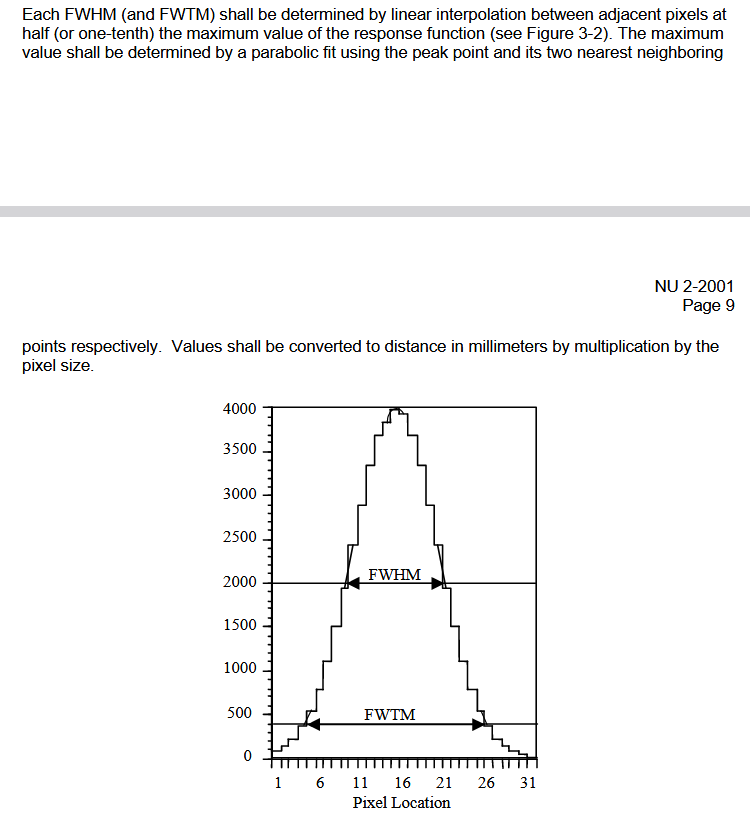 Each FWHM (and FWTM) shall be determined by linear interpolation between adjacent pixels at
half (or one-tenth) the maximum value of the response function (see Figure 3-2). The maximum
value shall be determined by a parabolic fit using the peak point and its two nearest neighboring
NU 2-2001
Page 9
points respectively. Values shall be converted to distance in millimeters by multiplication by the
pixel size.
4000
3500
3000
2500
FWHM
2000
1500
1000
FWTM
500
0
1 6 11 16 21 26 31
Pixel Location